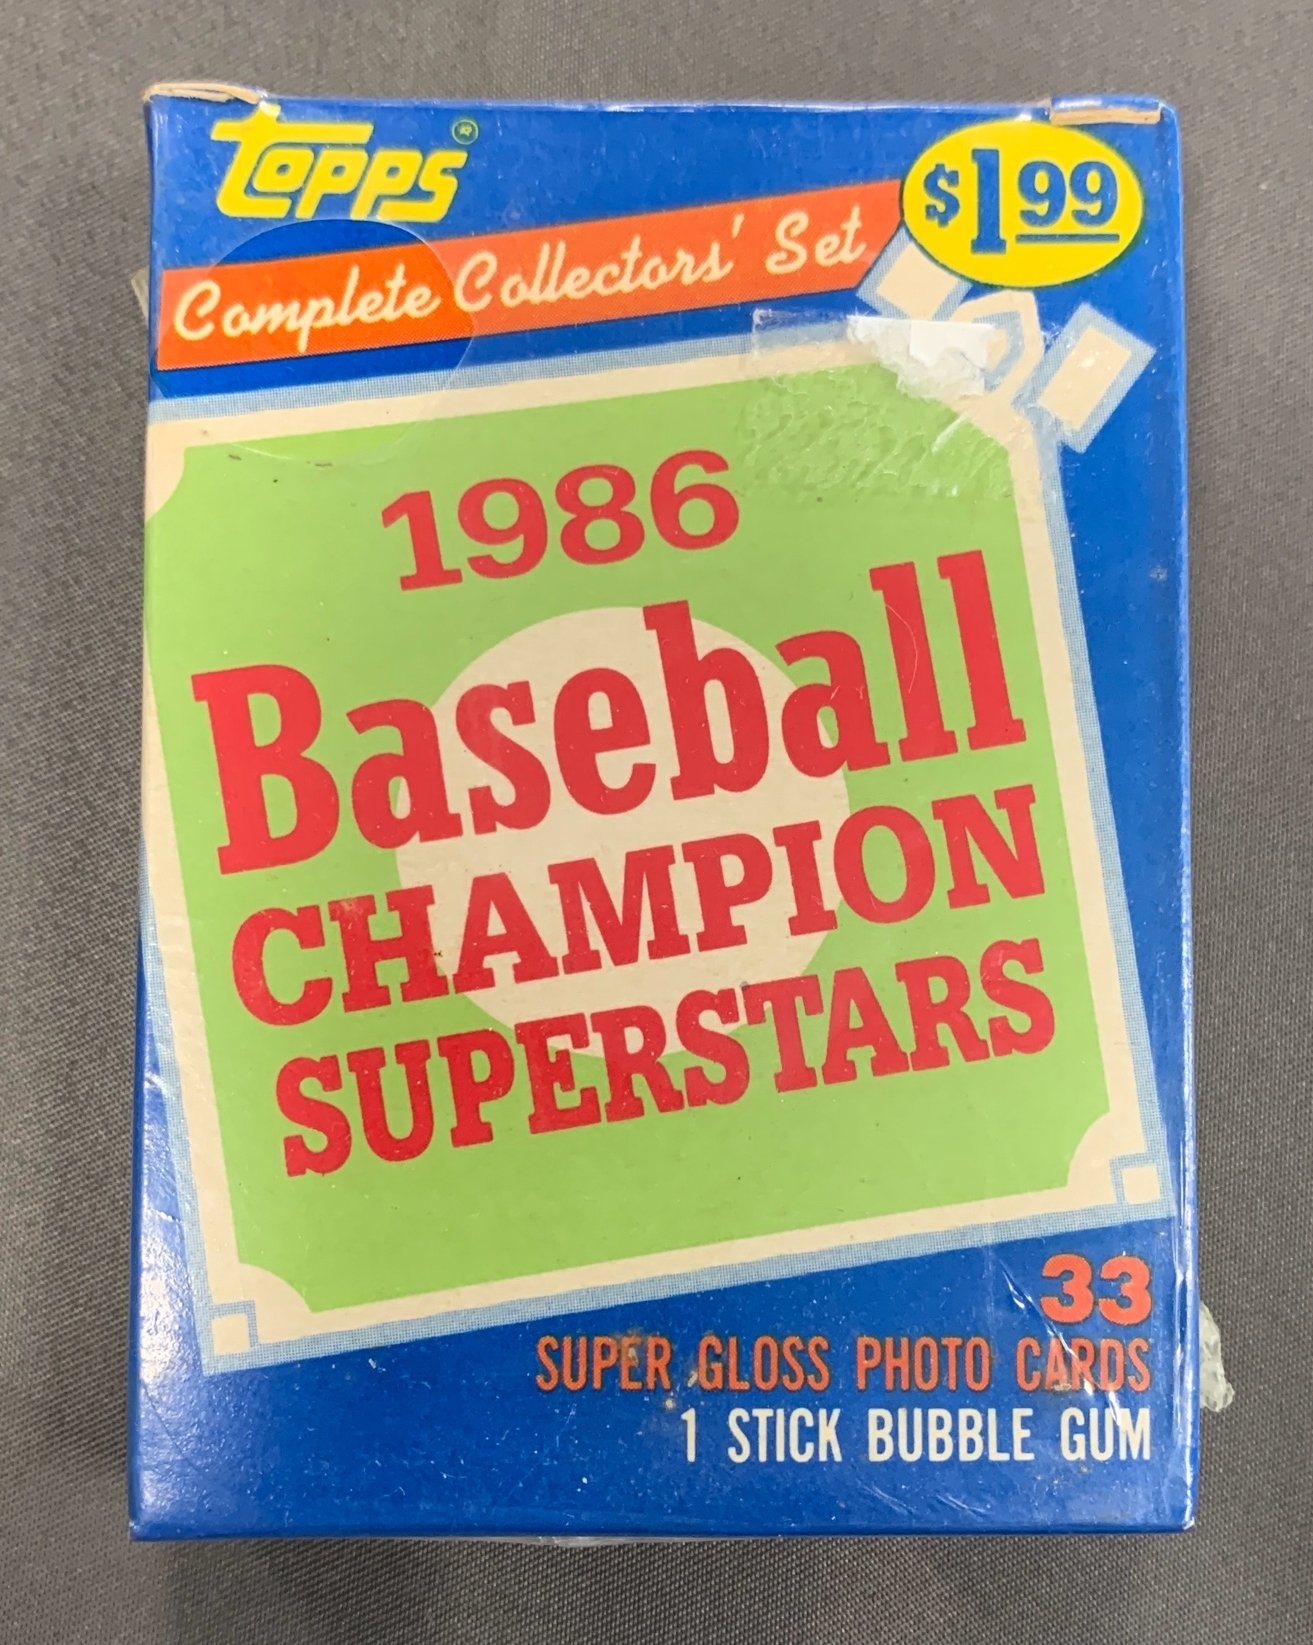 Topps ®
$1 99
Complete Collectors' Set
1986
Baseball
CHAMPION
SUPERSTARS
33
SUPER GLOSS PHOTO CARDS
1 STICK BUBBLE GUM